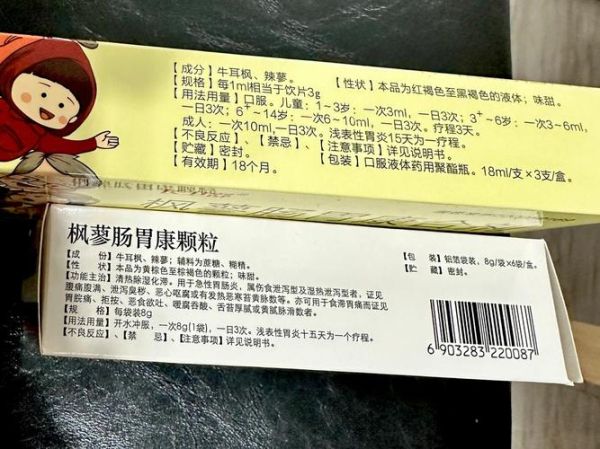 【成分】牛耳枫、辣蓼。
【性状】本品为红褐色至黑褐色的液体；味甜。
【规格】每1ml相当于饮片3g
【用法用量】口服。儿童：1~3岁：一次3ml，一日3次；3⁺~6岁：一次3~6ml，
一日3次；6⁺~14岁：一次6~10ml，一日3次。疗程3天。
成人：一次10ml,一日3次。浅表性胃炎15天为一疗程。
【不良反应】、【禁忌】、【注意事项】详见说明书。
【贮藏】密封。
【包装】口服液体药用聚酯瓶。18ml/支×3支/盒。
【有效期】18个月。
枫蓼肠胃康颗粒
【成 份】牛耳枫、辣蓼；辅料为蔗糖、糊精。
【性 状】本品为黄棕色至棕褐色的颗粒；味甜。
【功能主治】清热除湿化滞。用于急性胃肠炎，属伤食泄泻型及湿热泄泻型者，证见
腹痛腹满、泄泻臭秽、恶心呕腐或有发热恶寒苔黄脉数等。亦可用于食滞胃痛而证见
胃脘痛、拒按、恶食欲吐、嗳腐吞酸、舌苔厚腻或黄腻脉滑数者。
【规 格】每袋装8g
【用法用量】开水冲服，一次8g(1袋)，一日3次。浅表性胃炎十五天为一个疗程。
【不良反应】、【禁 忌】、【注意事项】详见说明书。
【包 装】铝箔袋装，8g/袋×6袋/盒。
【贮 藏】密封。
6 903283 220087